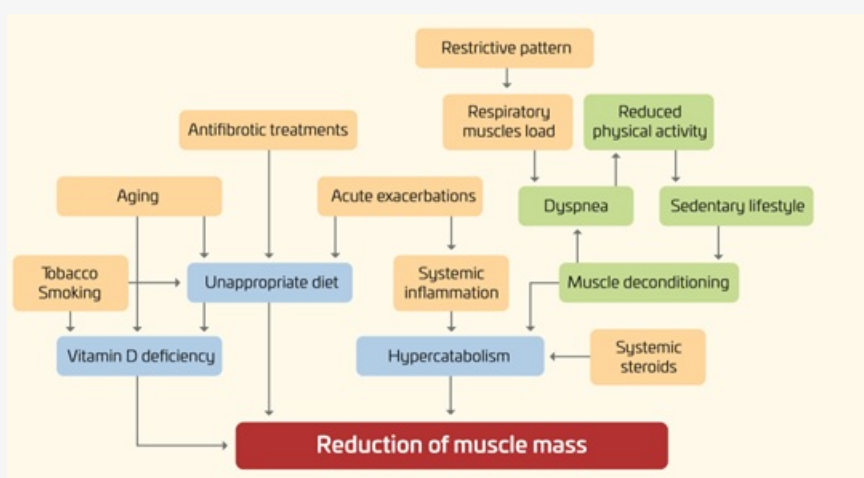 Restrictive pattern
Respiratory
muscles load
Reduced
physical activity
Antifibrotic treatments
Aging
Acute exacerbations
Dyspnea
Sedentary lifestyle
Tobacco
Smoking
Unappropriate diet
Systemic
inflammation
Muscle deconditioning
Vitamin D deficiency
Hypercatabolism
Systemic
steroids
Reduction of muscle mass